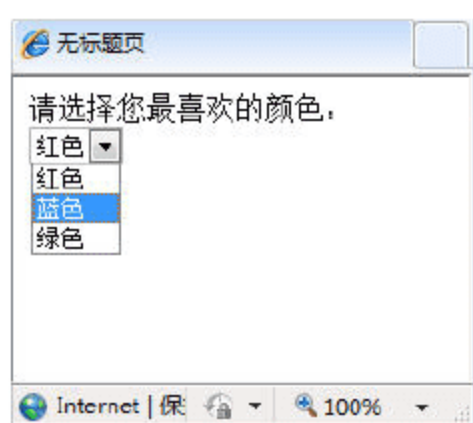 无标题页
请选择您最喜欢的颜色:
红色
红色
蓝色
绿色
Internet | 保 100%